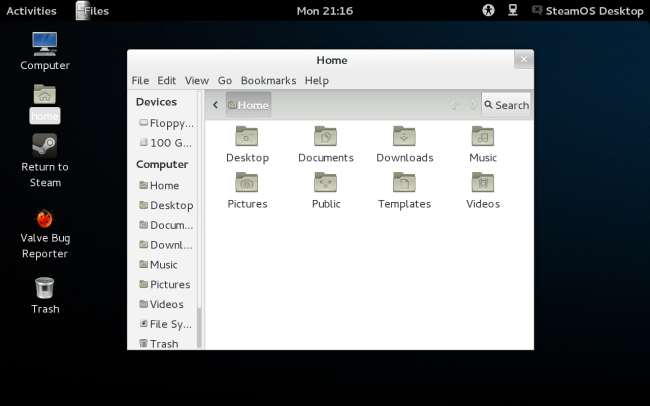 Activities Files Mon 21:16 SteamOS Desktop
Computer
home
Return to
Steam
Valve Bug
Reporter
Trash
Home
File Edit View Go Bookmarks Help
Devices
Floppy...
100 G...
Computer
Home
Desktop
Docum...
Downl...
Music
Pictures
Videos
File Sy...
Trash
Home Search
Desktop Documents Downloads Music
Pictures Public Templates Videos